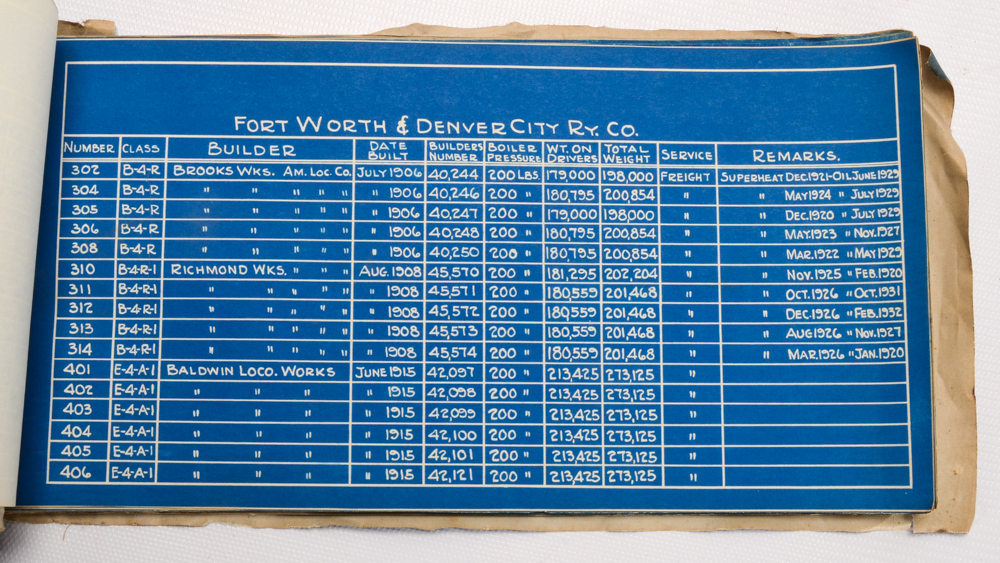 FORT WORTH & DENVER CITY RY. CO.
NUMBER CLASS BUILDER DATE BUILT BUILDERS NUMBER BOILER PRESSURE WT. ON DRIVERS TOTAL WEIGHT SERVICE REMARKS.
302 B-4-R BROOKS WKS. AM. LOC. CO. JULY 1906 40,244 200 LBS. 179,000 198,000 FREIGHT SUPERHEAT DEC.1921-OIL JUNE 1929
304 B-4-R " " " " " " 1906 40,246 200 " 180,795 200,854 " " MAY 1924 " JULY 1929
305 B-4-R " " " " " " 1906 40,247 200 " 179,000 198,000 " " DEC.1920 " JULY 1929
306 B-4-R " " " " " " 1906 40,248 200 " 180,795 200,854 " " MAY.1923 " NOV.1927
308 B-4-R " " " " " " 1906 40,250 200 " 180,795 200,854 " " MAR.1922 " MAY 1929
310 B-4-R-1 RICHMOND WKS. " " " AUG. 1908 45,570 200 " 181,295 202,204 " " NOV.1925 " FEB.1920
311 B-4-R-1 " " " " " " 1908 45,571 200 " 180,559 201,468 " " OCT.1926 " OCT.1931
312 B-4-R-1 " " " " " " 1908 45,572 200 " 180,559 201,468 " " DEC.1926 " FEB.1932
313 B-4-R-1 " " " " " " 1908 45,573 200 " 180,559 201,468 " " AUG.1926 " NOV.1927
314 B-4-R-1 " " " " " " 1908 45,574 200 " 180,559 201,468 " " MAR.1926 " JAN.1920
401 E-4-A-1 BALDWIN LOCO. WORKS JUNE 1915 42,097 200 " 213,425 273,125 "
402 E-4-A-1 " " " " 1915 42,098 200 " 213,425 273,125 "
403 E-4-A-1 " " " " 1915 42,099 200 " 213,425 273,125 "
404 E-4-A-1 " " " " 1915 42,100 200 " 213,425 273,125 "
405 E-4-A-1 " " " " 1915 42,101 200 " 213,425 273,125 "
406 E-4-A-1 " " " " 1915 42,121 200 " 213,425 273,125 "